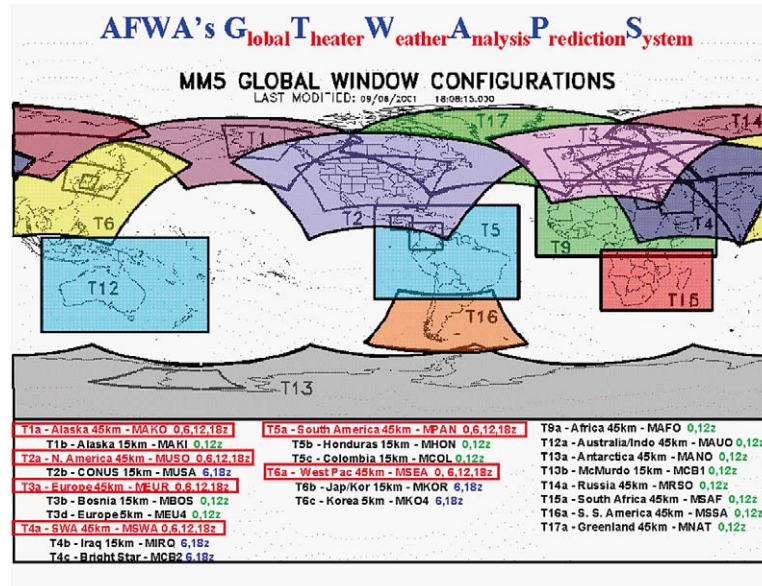 AFWA's GlobalTheaterWeatherAnalysisPredictionSystem
MM5 GLOBAL WINDOW CONFIGURATIONS
LAST MODIFIED: 09/06/2001 18:08:15.000
T1
T17
T3
T14
T6
T2
T5
T9
T4
T12
T15
T16
T13
T1a - Alaska 45km - MAKO 0,6,12,18z
T1b - Alaska 15km - MAKI 0,12z
T2a - N. America 45km - MUSO 0,6,12,18z
T2b - CONUS 15km - MUSA 6,18z
T3a - Europe 45km - MEUR 0,6,12,18z
T3b - Bosnia 15km - MBOS 0,12z
T3d - Europe 5km - MEU4 0,12z
T4a - SWA 45km - MSWA 0,6,12,18z
T4b - Iraq 15km - MIRQ 6,18z
T4c - Bright Star - MCB2 6,18z
T5a - South America 45km - MPAN 0,6,12,18z
T5b - Honduras 15km - MHON 0,12z
T5c - Colombia 15km - MCOL 0,12z
T6a - West Pac 45km - MSEA 0, 6,12,18z
T6b - Jap/Kor 15km - MKOR 6,18z
T6c - Korea 5km - MKO4 6,18z
T9a - Africa 45km - MAFO 0,12z
T12a - Australia/Indo 45km - MAUO 0,12z
T13a - Antarctica 45km - MANO 0,12z
T13b - McMurdo 15km - MCB1 0,12z
T14a - Russia 45km - MRSO 0,12z
T15a - South Africa 45km - MSAF 0,12z
T16a - S. S. America 45km - MSSA 0,12z
T17a - Greenland 45km - MNAT 0,12z